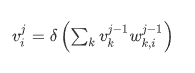 $v_i^j = \delta \left( \sum_k v_k^{j-1} w_{k,i}^{j-1} \right)$